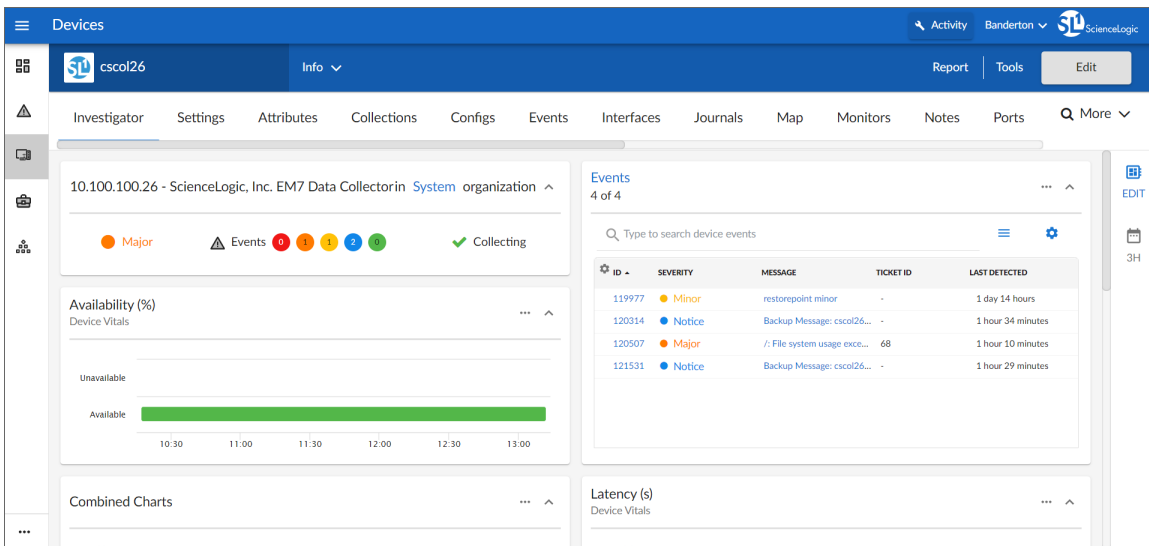 Devices
Activity
Banderton
SL1 ScienceLogic
SL1
cscol26
Info
Report
Tools
Edit
Investigator Settings Attributes Collections Configs Events Interfaces Journals Map Monitors Notes Ports More
10.100.100.26 - ScienceLogic, Inc. EM7 Data Collectorin System organization
Major
Events 0 1 1 2 0
Collecting
Availability (%)
Device Vitals
Unavailable
Available
10:30 11:00 11:30 12:00 12:30 13:00
Combined Charts
Events
4 of 4
Type to search device events
ID SEVERITY MESSAGE TICKET ID LAST DETECTED
119977 Minor restorepoint minor - 1 day 14 hours
120314 Notice Backup Message: cscol26... - 1 hour 34 minutes
120507 Major /: File system usage exce... 68 1 hour 10 minutes
121531 Notice Backup Message: cscol26... - 1 hour 29 minutes
Latency (s)
Device Vitals
EDIT
3H